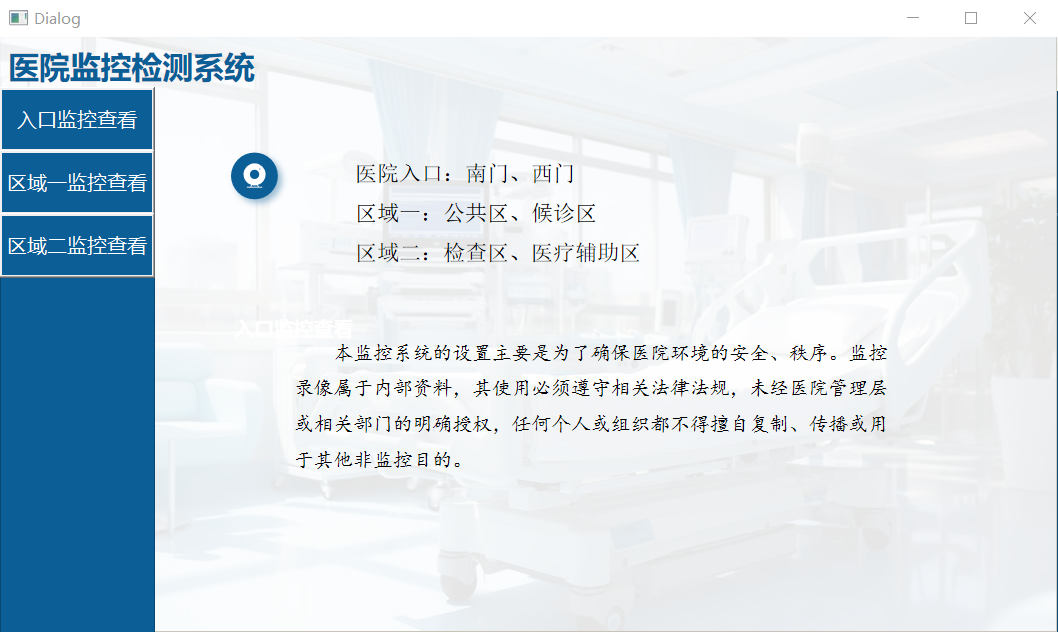 Dialog
医院监控检测系统
入口监控查看
区域一监控查看
区域二监控查看
医院入口：南门、西门
区域一：公共区、候诊区
区域二：检查区、医疗辅助区
入口监控查看
本监控系统的设置主要是为了确保医院环境的安全、秩序。监控
录像属于内部资料，其使用必须遵守相关法律法规，未经医院管理层
或相关部门的明确授权，任何个人或组织都不得擅自复制、传播或用
于其他非监控目的。